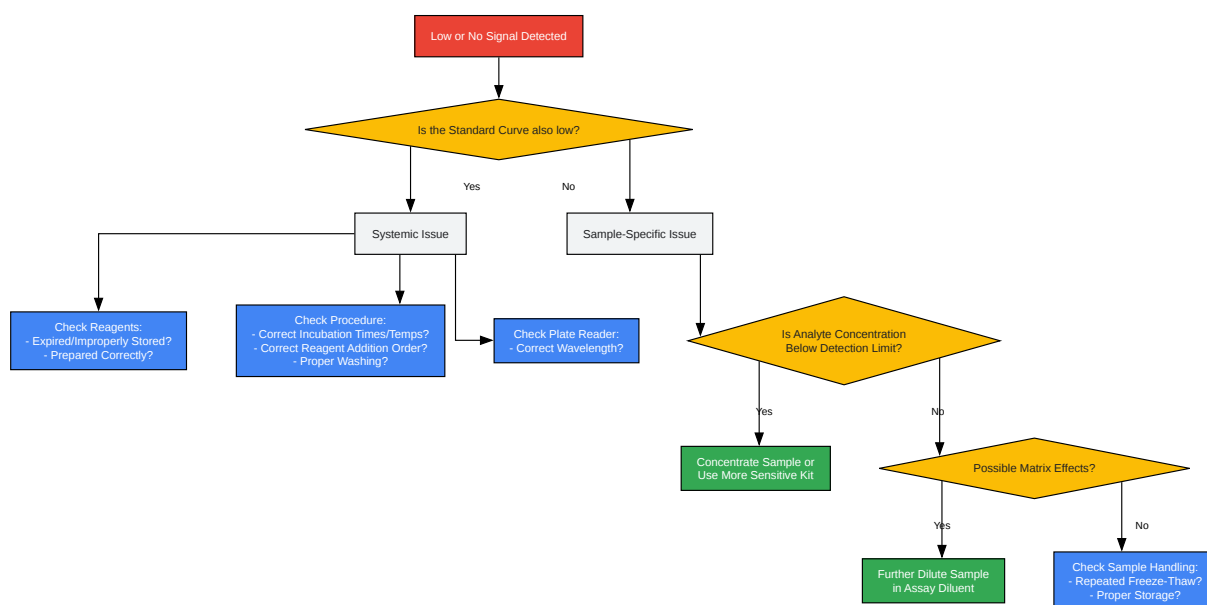 Low or No Signal Detected
Is the Standard Curve also low?
Yes
No
Systemic Issue
Sample-Specific Issue
Check Reagents:
- Expired/Improperly Stored?
- Prepared Correctly?
Check Procedure:
- Correct Incubation Times/Temps?
- Correct Reagent Addition Order?
- Proper Washing?
Check Plate Reader:
- Correct Wavelength?
Is Analyte Concentration
Below Detection Limit?
Yes
No
Concentrate Sample or
Use More Sensitive Kit
Possible Matrix Effects?
Yes
No
Further Dilute Sample
in Assay Diluent
Check Sample Handling:
- Repeated Freeze-Thaw?
- Proper Storage?